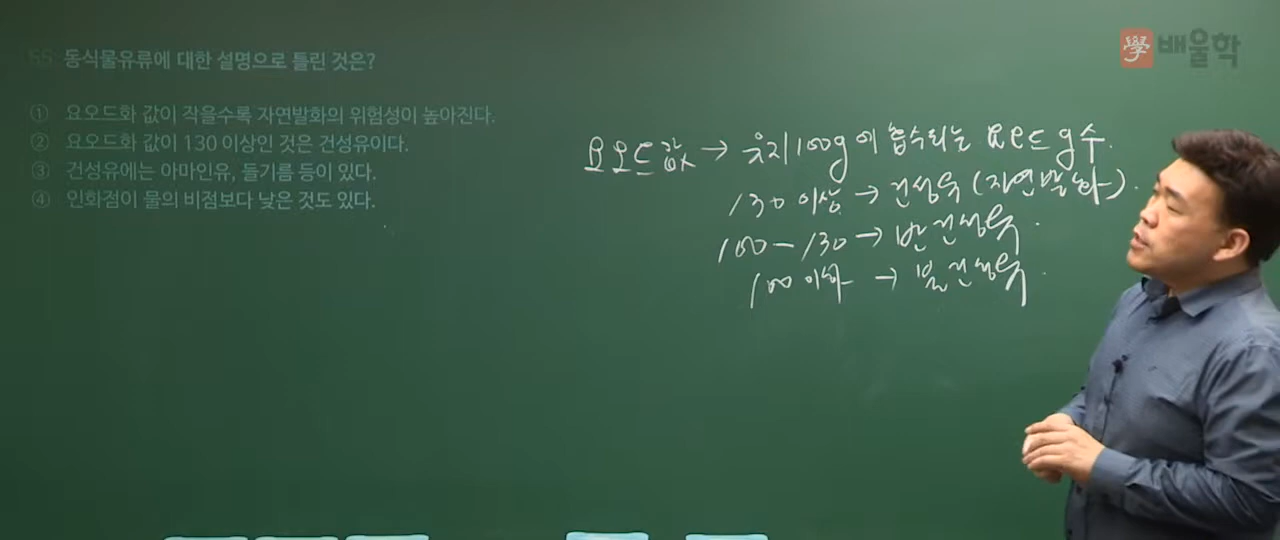 學 배울학
55 동식물유류에 대한 설명으로 틀린 것은?
① 요오드화 값이 작을수록 자연발화의 위험성이 높아진다.
② 요오드화 값이 130 이상인 것은 건성유이다.
③ 건성유에는 아마인유, 들기름 등이 있다.
④ 인화점이 물의 비점보다 낮은 것도 있다.
요오드값 → 유지100g에 흡수되는 요오드 g수.
130 이상 → 건성유 (자연발화).
100-130 → 반건성유.
100 이하 → 불건성유.